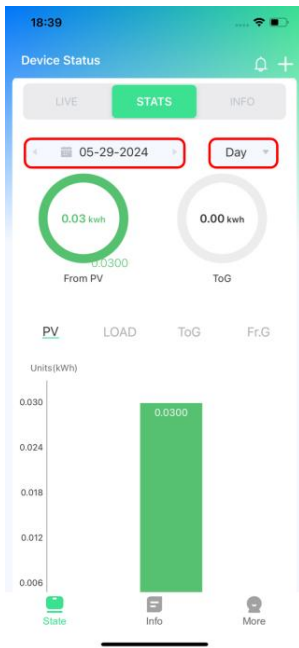 18:39
Device Status
LIVE STATS INFO
05-29-2024 Day
0.03 kwh 0.00 kwh
0.0300
From PV ToG
PV LOAD ToG Fr.G
Units(kWh)
0.030
0.0300
0.024
0.018
0.012
0.006
State Info More